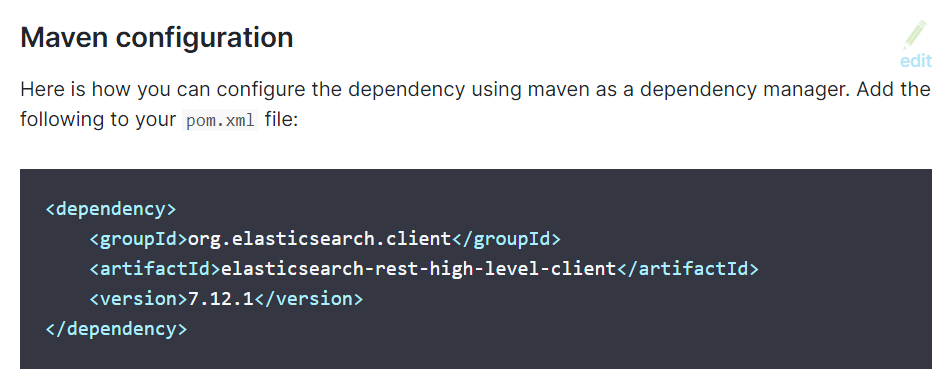 Maven configuration
edit
Here is how you can configure the dependency using maven as a dependency manager. Add the
following to your pom.xml file:
<dependency>
    <groupId>org.elasticsearch.client</groupId>
    <artifactId>elasticsearch-rest-high-level-client</artifactId>
    <version>7.12.1</version>
</dependency>